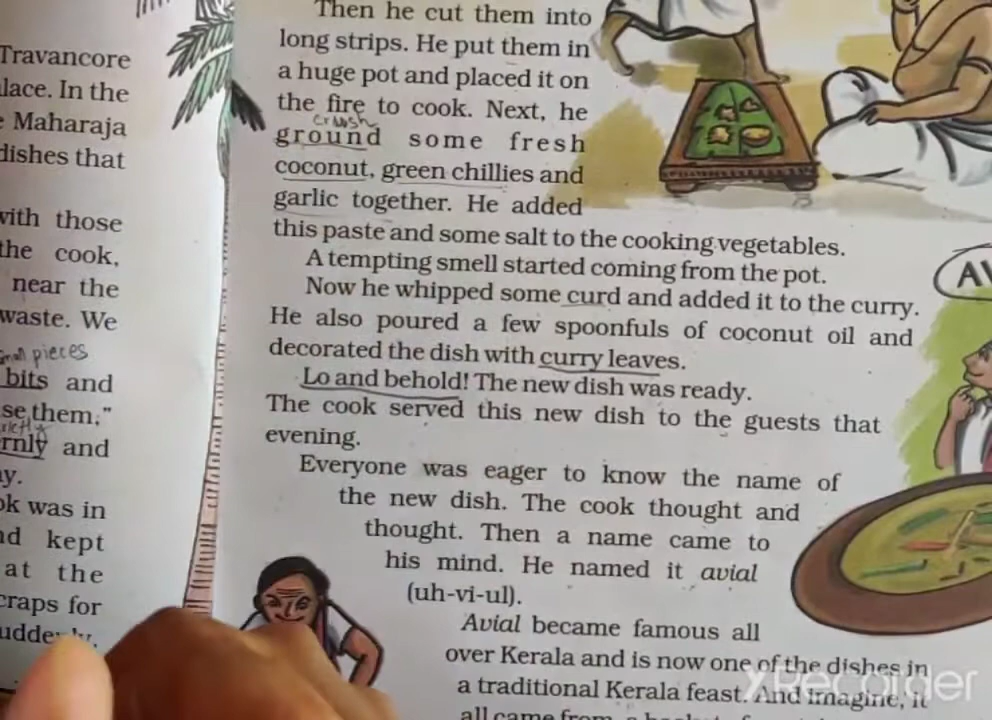 Travancore
lace. In the
Maharaja
dishes that
with those
the cook,
near the
waste. We
small pieces
bits and
se them,"
rnly and
ay.
ok was in
nd kept
at the
craps for
Then he cut them into
long strips. He put them in
a huge pot and placed it on
the fire to cook. Next, he
crush
ground some fresh
coconut, green chillies and
garlic together. He added
this paste and some salt to the cooking vegetables.
A tempting smell started coming from the pot.
Now he whipped some curd and added it to the curry.
He also poured a few spoonfuls of coconut oil and
decorated the dish with curry leaves.
Lo and behold! The new dish was ready.
The cook served this new dish to the guests that
evening.
Everyone was eager to know the name of
the new dish. The cook thought and
thought. Then a name came to
his mind. He named it avial
(uh-vi-ul).
Avial became famous all
over Kerala and is now one of the dishes in
a traditional Kerala feast. And imagine, it
all came from a
AV
XRecorder